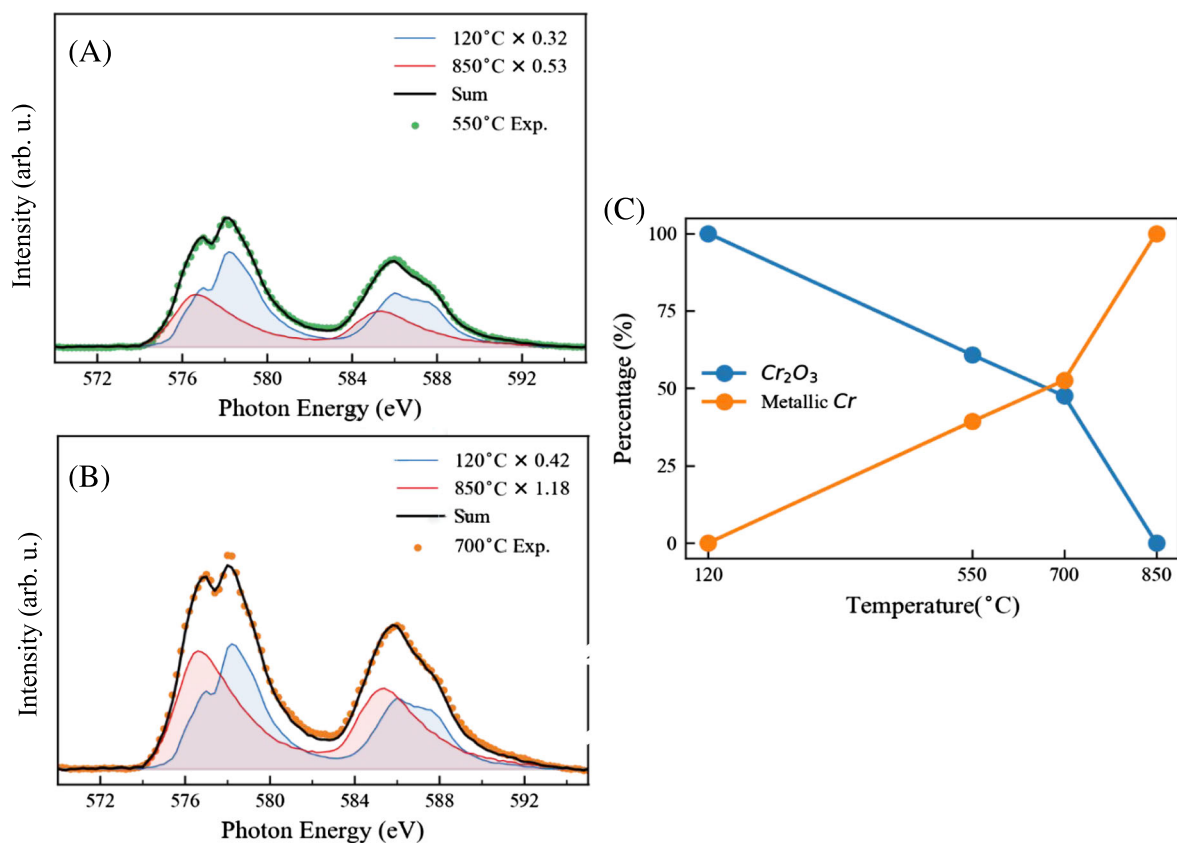 (A)
120°C × 0.32
850°C × 0.53
Sum
550°C Exp.
Intensity (arb. u.)
572 576 580 584 588 592
Photon Energy (eV)
(B)
120°C × 0.42
850°C × 1.18
Sum
700°C Exp.
Intensity (arb. u.)
572 576 580 584 588 592
Photon Energy (eV)
(C)
100
75
50
25
0
Percentage (%)
Cr₂O₃
Metallic Cr
120 550 700 850
Temperature(°C)